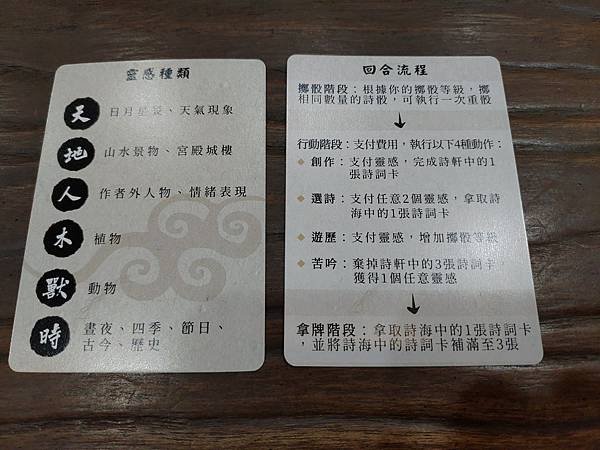 靈感種類
天 日月星辰、天氣現象
地 山水景物、宮殿城樓
人 作者外人物、情緒表現
木 植物
獸 動物
時 晝夜、四季、節日、
古今、歷史
回合流程
擲骰階段：根據你的擲骰等級，擲
相同數量的詩骰，可執行一次重骰
行動階段：支付費用，執行以下4種動作：
創作：支付靈感，完成詩軒中的1
張詩詞卡
選詩：支付任意2個靈感，拿取詩
海中的1張詩詞卡
遊歷：支付靈感，增加擲骰等級
苦吟：棄掉詩軒中的3張詩詞卡
獲得1個任意靈感
拿牌階段：拿取詩海中的1張詩詞卡
，並將詩海中的詩詞卡補滿至3張